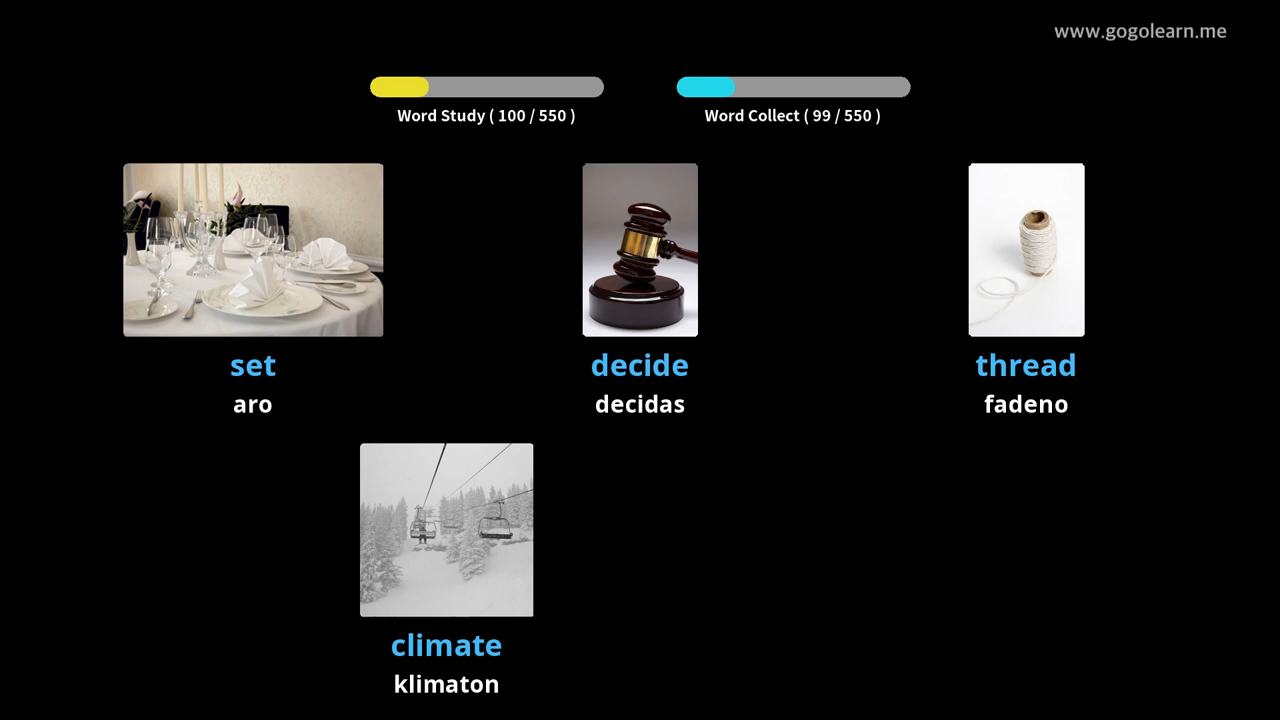 www.gogolearn.me
Word Study ( 100 / 550 )
Word Collect ( 99 / 550 )
set
aro
decide
decidas
thread
fadeno
climate
klimaton